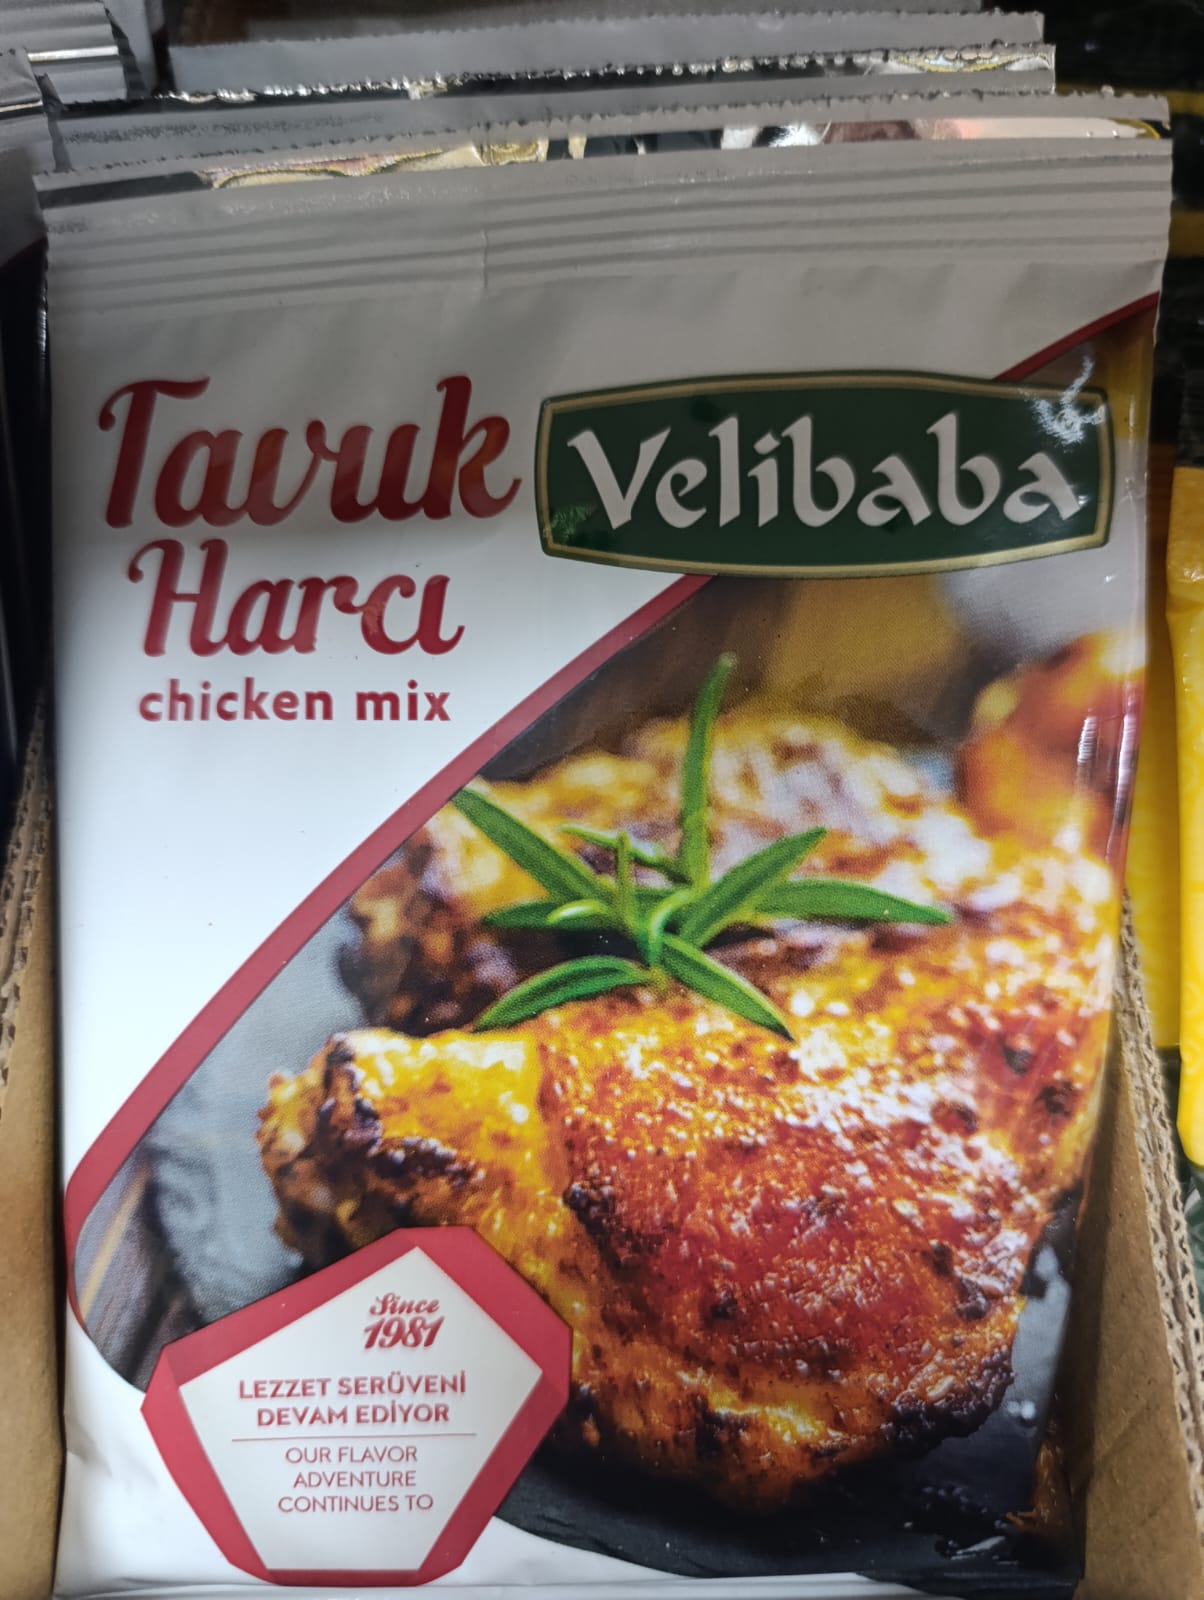 Tavuk
Harcı
chicken mix
Velibaba
Since
1981
LEZZET SERÜVENİ
DEVAM EDİYOR
OUR FLAVOR
ADVENTURE
CONTINUES TO